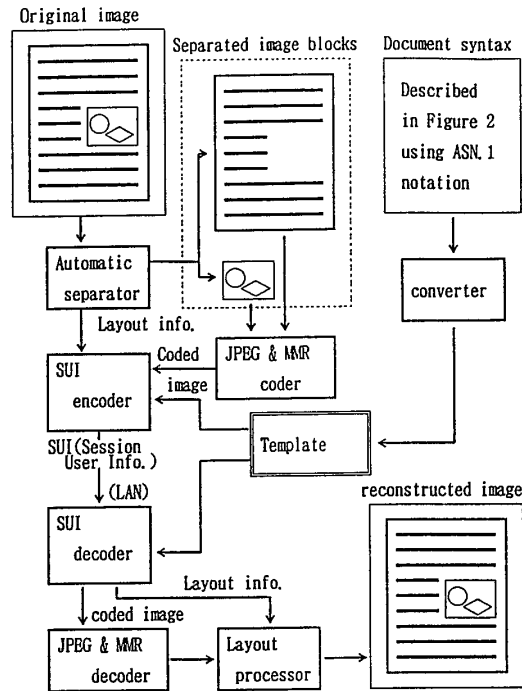 Original image
Separated image blocks
Document syntax
Described
in Figure 2
using ASN.1
notation
Automatic
separator
converter
Layout info.
JPEG & MMR
coder
Coded
image
SUI
encoder
Template
SUI(Session
User Info.)
(LAN)
reconstructed image
SUI
decoder
Layout info.
coded image
JPEG & MMR
decoder
Layout
processor